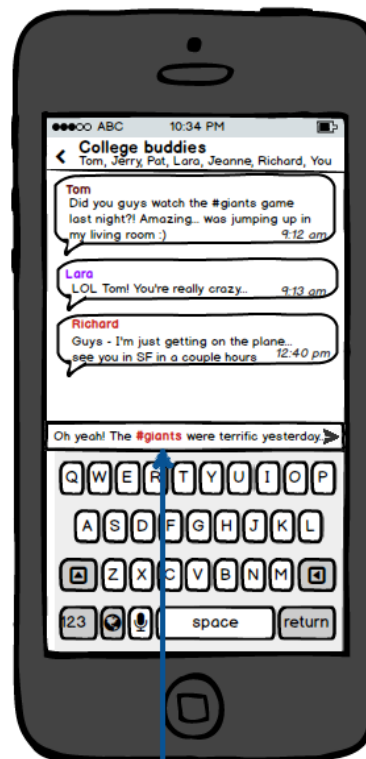 ABC 10:34 PM
College buddies
Tom, Jerry, Pat, Lara, Jeanne, Richard, You
Tom
Did you guys watch the #giants game
last night?! Amazing... was jumping up in
my living room :)
9:12 am
Lara
LOL Tom! You're really crazy...
9:13 am
Richard
Guys - I'm just getting on the plane...
see you in SF in a couple hours
12:40 pm
Oh yeah! The #giants were terrific yesterday.
Q W E R T Y U I O P
A S D F G H J K L
Z X C V B N M
123 space return